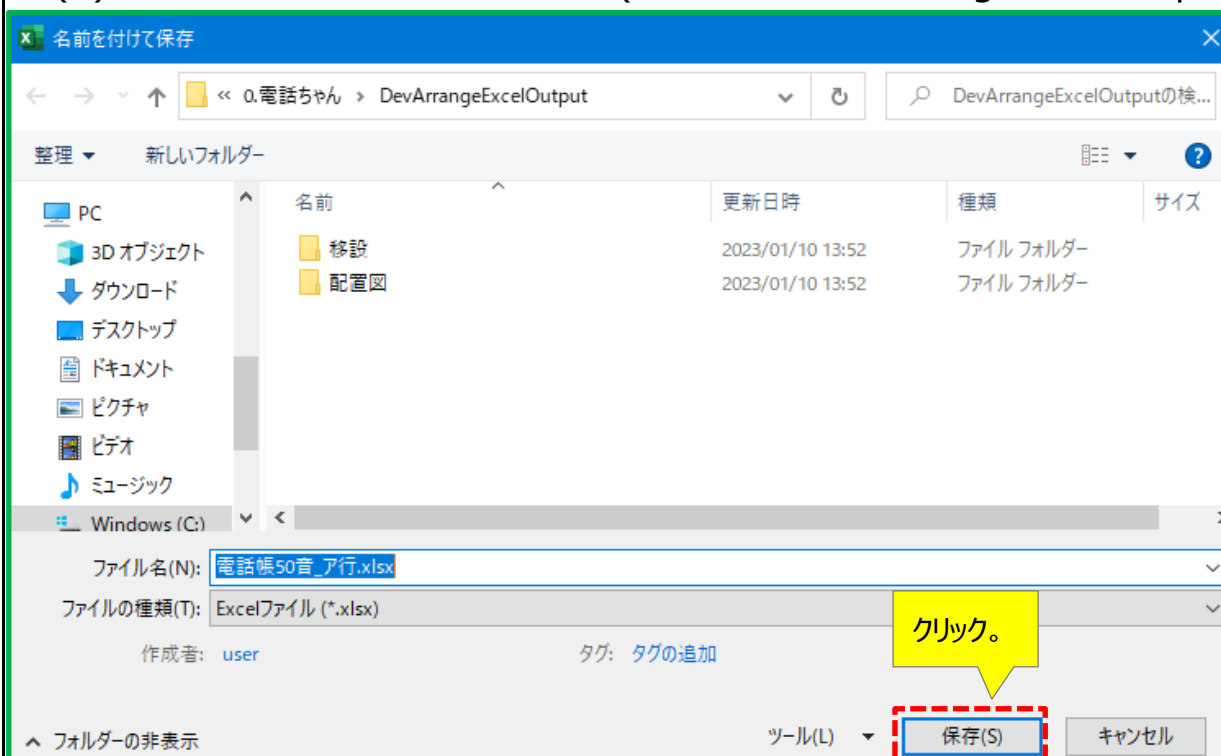 名前を付けて保存
« 0.電話ちゃん › DevArrangeExcelOutput
DevArrangeExcelOutputの検...
整理 新しいフォルダー
名前 更新日時 種類 サイズ
PC
3D オブジェクト
ダウンロード
デスクトップ
ドキュメント
ピクチャ
ビデオ
ミュージック
Windows (C:)
移設 2023/01/10 13:52 ファイル フォルダー
配置図 2023/01/10 13:52 ファイル フォルダー
ファイル名(N): 電話帳50音_ア行.xlsx
ファイルの種類(T): Excelファイル (*.xlsx)
作成者: user タグ: タグの追加
クリック。
フォルダーの非表示 ツール(L) 保存(S) キャンセル